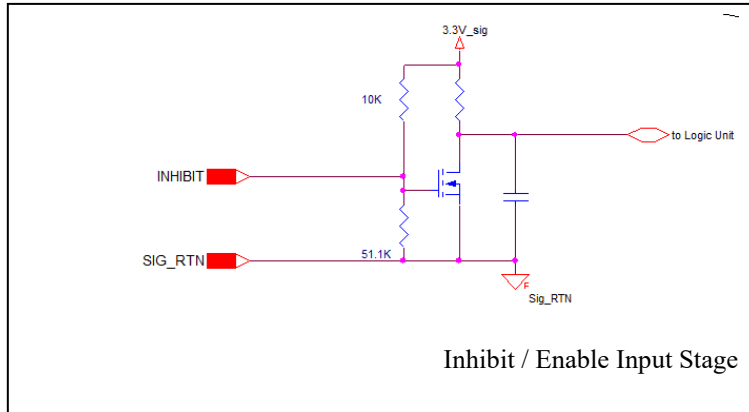 3.3V_sig
10K
to Logic Unit
INHIBIT
SIG_RTN
51.1K
F
Sig_RTN
Inhibit / Enable Input Stage